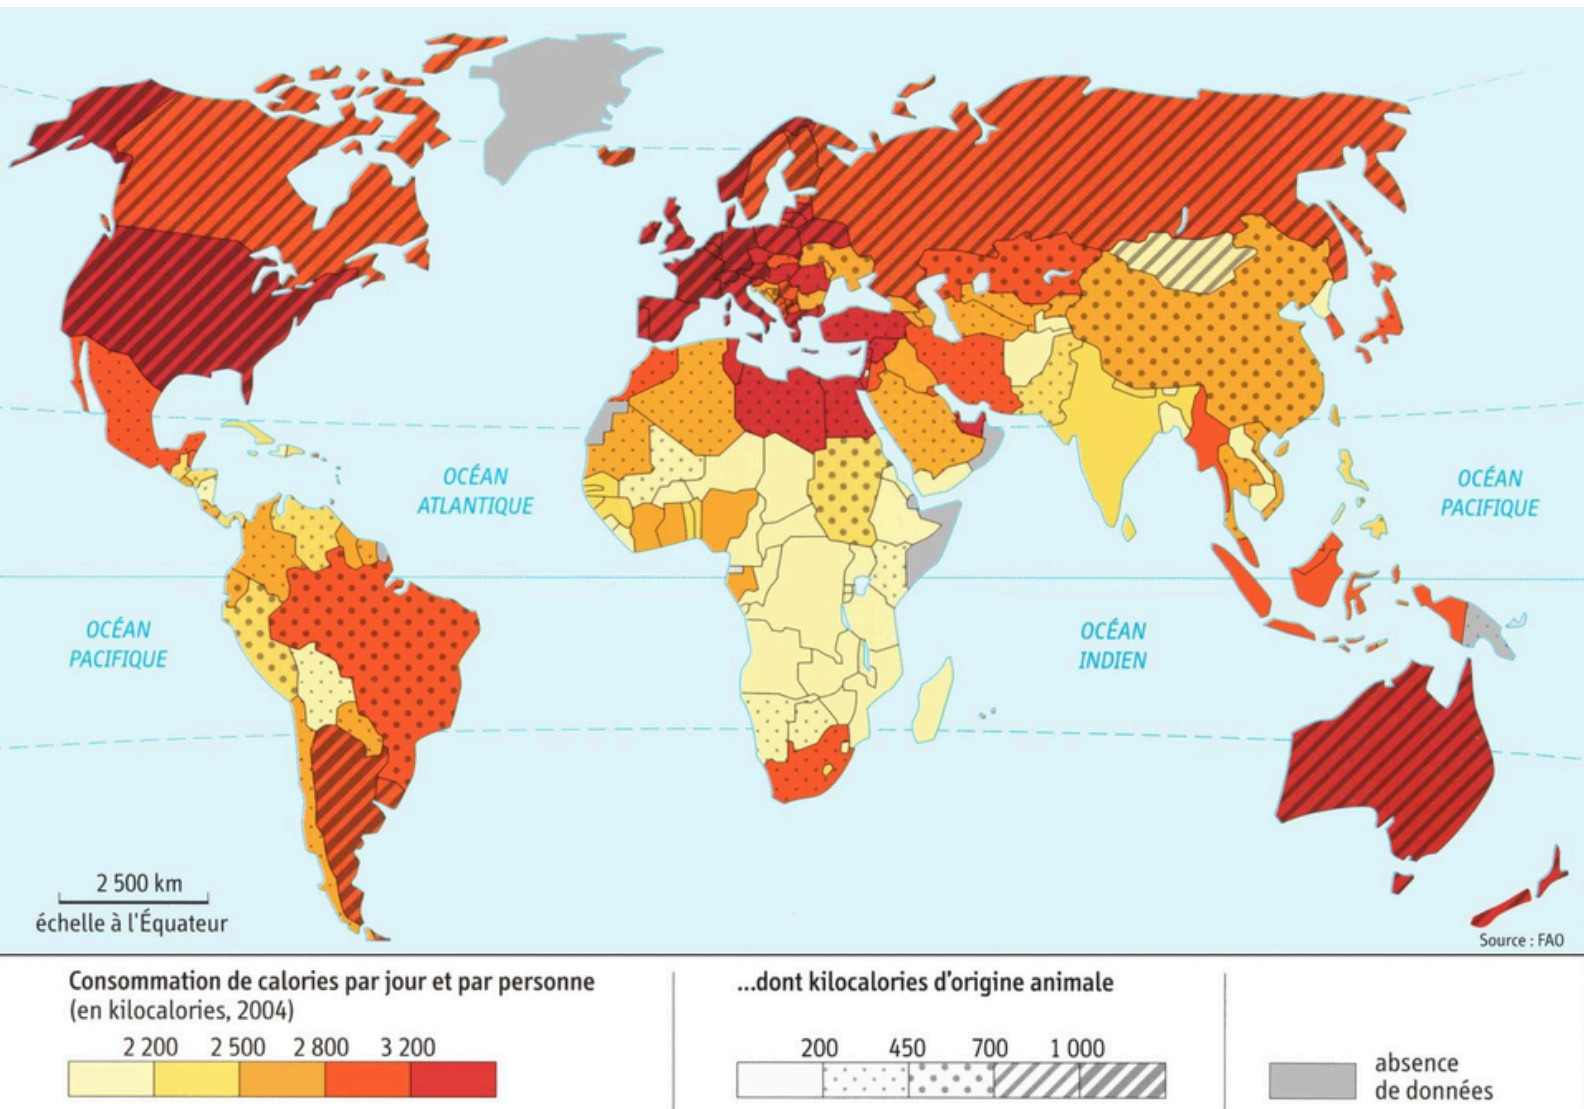 OCÉAN
ATLANTIQUE
OCÉAN
PACIFIQUE
OCÉAN
PACIFIQUE
OCÉAN
INDIEN
2 500 km
échelle à l'Équateur
Source : FAO
Consommation de calories par jour et par personne
(en kilocalories, 2004)
2 200 2 500 2 800 3 200
...dont kilocalories d'origine animale
200 450 700 1 000
absence
de données